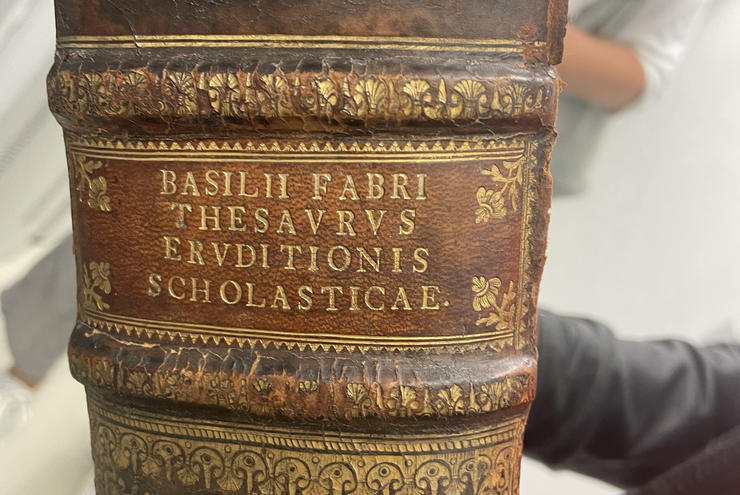 BASILII FABRI
THESAVRVS
ERVDITIONIS
SCHOLASTICAE.